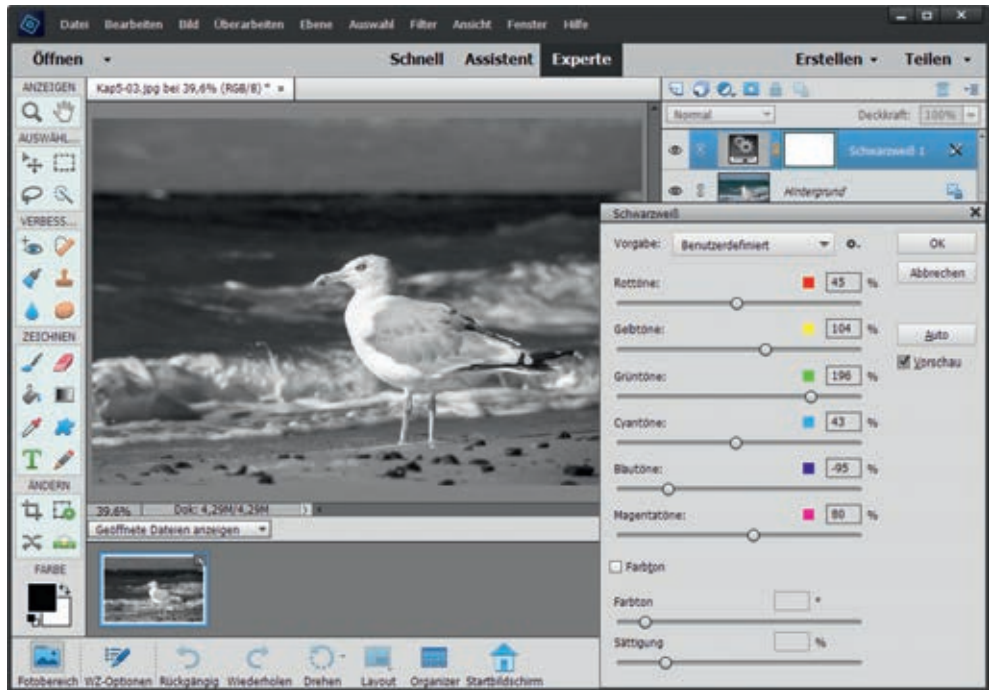 Datei Bearbeiten Bild Überarbeiten Ebene Auswahl Filter Ansicht Fenster Hilfe
Öffnen Schnell Assistent Experte Erstellen Teilen
ANZEIGEN
Kap5-03.jpg bei 39,6% (RGB/8) *
Normal Deckkraft: 100%
AUSWÄHL...
Schwarzweiß 1
Hintergrund
VERBESS...
Schwarzweiß
Vorgabe: Benutzerdefiniert OK
Abbrechen
Rottöne: 45 %
Gelbtöne: 104 %
Auto
Vorschau
ZEICHNEN
Grüntöne: 196 %
Cyantöne: 43 %
Blautöne: -95 %
Magentatöne: 80 %
ÄNDERN
39,6% Dok: 4,29M/4,29M
Geöffnete Dateien anzeigen
Farbton
FARBE
Farbton °
Sättigung %
Fotobereich WZ-Optionen Rückgängig Wiederholen Drehen Layout Organizer Startbildschirm